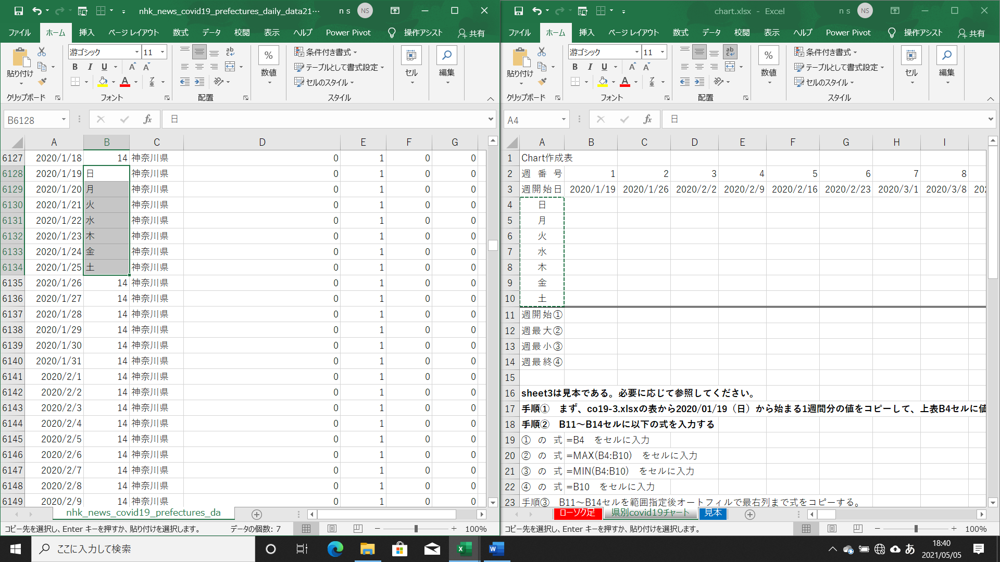 nhk_news_covid19_prefectures_daily_data21… n s NS
ファイル ホーム 挿入 ページ レイアウト 数式 データ 校閲 表示 ヘルプ Power Pivot 操作アシスト 共有
貼り付け 游ゴシック 11 % 数値 条件付き書式 テーブルとして書式設定 セルのスタイル セル 編集
クリップボード フォント 配置 スタイル
B6128 fx 日
A B C D E F G
6127 2020/1/18 14 神奈川県 0 1 0 0
6128 2020/1/19 日 神奈川県 0 1 0 0
6129 2020/1/20 月 神奈川県 0 1 0 0
6130 2020/1/21 火 神奈川県 0 1 0 0
6131 2020/1/22 水 神奈川県 0 1 0 0
6132 2020/1/23 木 神奈川県 0 1 0 0
6133 2020/1/24 金 神奈川県 0 1 0 0
6134 2020/1/25 土 神奈川県 0 1 0 0
6135 2020/1/26 14 神奈川県 0 1 0 0
6136 2020/1/27 14 神奈川県 0 1 0 0
6137 2020/1/28 14 神奈川県 0 1 0 0
6138 2020/1/29 14 神奈川県 0 1 0 0
6139 2020/1/30 14 神奈川県 0 1 0 0
6140 2020/1/31 14 神奈川県 0 1 0 0
6141 2020/2/1 14 神奈川県 0 1 0 0
6142 2020/2/2 14 神奈川県 0 1 0 0
6143 2020/2/3 14 神奈川県 0 1 0 0
6144 2020/2/4 14 神奈川県 0 1 0 0
6145 2020/2/5 14 神奈川県 0 1 0 0
6146 2020/2/6 14 神奈川県 0 1 0 0
6147 2020/2/7 14 神奈川県 0 1 0 0
6148 2020/2/8 14 神奈川県 0 1 0 0
6149 2020/2/9 14 神奈川県 0 1 0 0
nhk_news_covid19_prefectures_da
コピー先を選択し、Enter キーを押すか、貼り付けを選択します。 データの個数: 7 100%
chart.xlsx - Excel n s NS
ファイル ホーム 挿入 ページ レイアウト 数式 データ 校閲 表示 ヘルプ Power Pivot 操作アシスト 共有
貼り付け 游ゴシック 11 % 数値 条件付き書式 テーブルとして書式設定 セルのスタイル セル 編集
クリップボード フォント 配置 スタイル
A4 fx 日
A B C D E F G H I
1 Chart作成表
2 週 番 号 1 2 3 4 5 6 7 8
3 週開始日 2020/1/19 2020/1/26 2020/2/2 2020/2/9 2020/2/16 2020/2/23 2020/3/1 2020/3/8 202
4 日
5 月
6 火
7 水
8 木
9 金
10 土
11 週開始①
12 週最大②
13 週最小③
14 週最終④
15
16 sheet3は見本である。必要に応じて参照してください。
17 手順① まず、co19-3.xlsxの表から2020/01/19（日）から始まる1週間分の値をコピーして、上表B4セルに値
18 手順② B11～B14セルに以下の式を入力する
19 ① の 式 =B4 をセルに入力
20 ② の 式 =MAX(B4:B10) をセルに入力
21 ③ の 式 =MIN(B4:B10) をセルに入力
22 ④ の 式 =B10 をセルに入力
23 手順③ B11～B14セルを範囲指定後オートフィルで最右列まで式をコピーする。
ローソク足 県別covid19チャート 見本
コピー先を選択し、Enter キーを押すか、貼り付けを選択します。 100%
ここに入力して検索 あ 18:40
2021/05/05